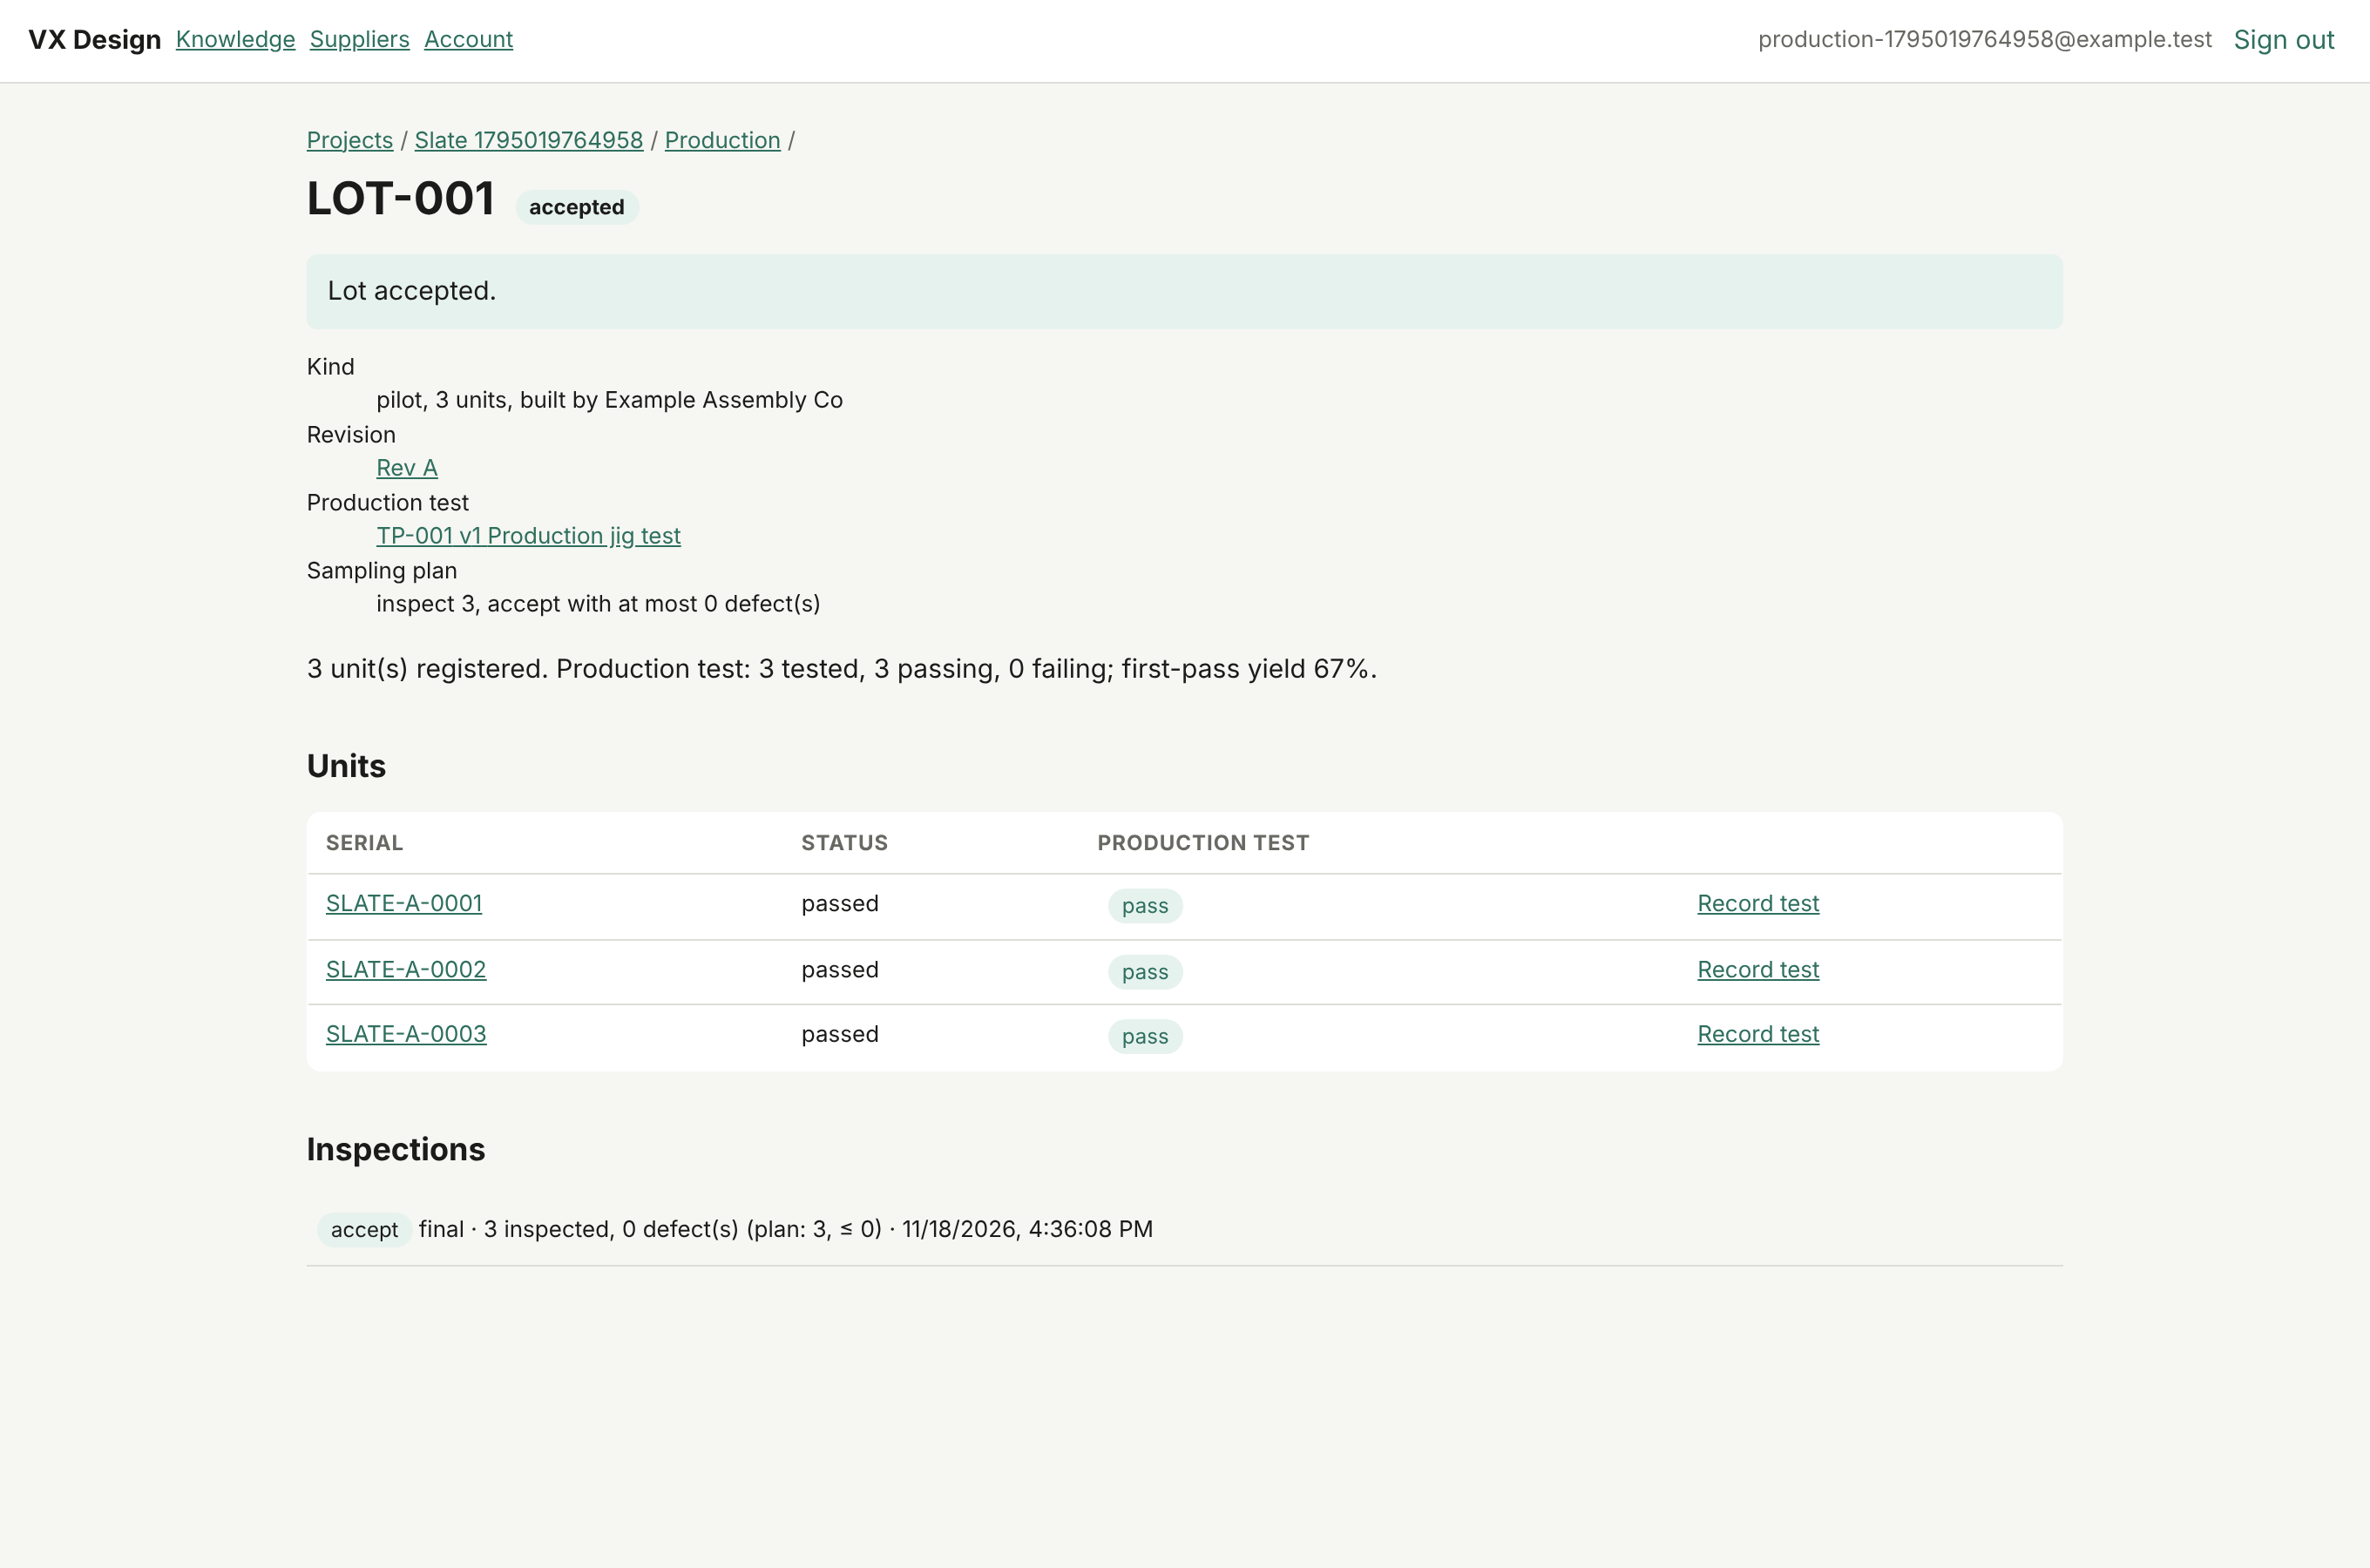 VX Design Knowledge Suppliers Account production-1795019764958@example.test Sign out
Projects / Slate 1795019764958 / Production /
LOT-001 accepted
Lot accepted.
Kind
pilot, 3 units, built by Example Assembly Co
Revision
Rev A
Production test
TP-001 v1 Production jig test
Sampling plan
inspect 3, accept with at most 0 defect(s)
3 unit(s) registered. Production test: 3 tested, 3 passing, 0 failing; first-pass yield 67%.
Units
SERIAL STATUS PRODUCTION TEST
SLATE-A-0001 passed pass Record test
SLATE-A-0002 passed pass Record test
SLATE-A-0003 passed pass Record test
Inspections
accept final · 3 inspected, 0 defect(s) (plan: 3, ≤ 0) · 11/18/2026, 4:36:08 PM